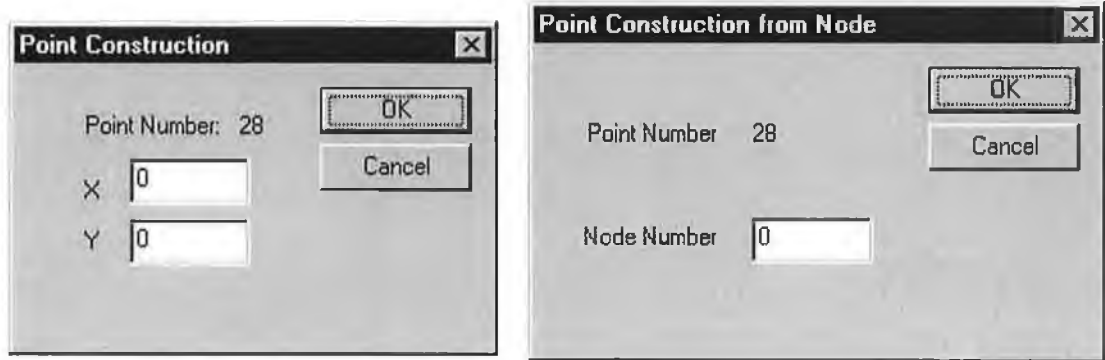 Point Construction
Point Number: 28
OK
Cancel
X 0
Y 0
Point Construction from Node
OK
Point Number 28
Cancel
Node Number 0